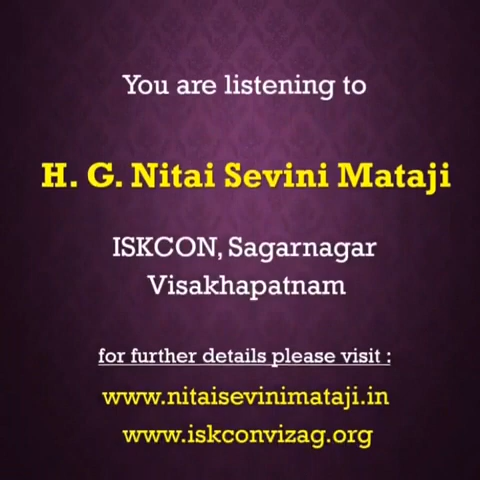 You are listening to
H. G. Nitai Sevini Mataji
ISKCON, Sagarnagar
Visakhapatnam
for further details please visit :
www.nitaisevinimataji.in
www.iskconvizag.org